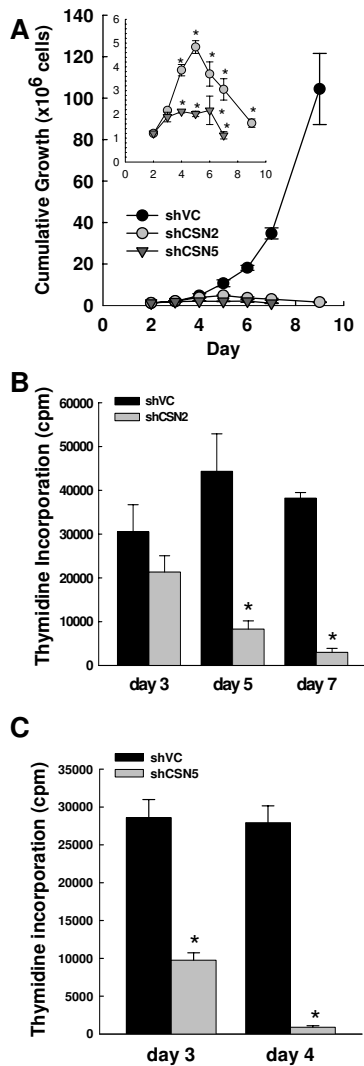 A
Cumulative Growth (x10⁶ cells)
140
120
100
80
60
40
20
0
6
5
4
3
2
1
0
0 2 4 6 8 10
* * * * *
* * * * *
shVC
shCSN2
shCSN5
0 2 4 6 8 10
Day
B
Thymidine Incorporation (cpm)
60000
50000
40000
30000
20000
10000
0
shVC
shCSN2
*
*
day 3 day 5 day 7
C
Thymidine incorporation (cpm)
35000
30000
25000
20000
15000
10000
5000
0
shVC
shCSN5
*
*
day 3 day 4